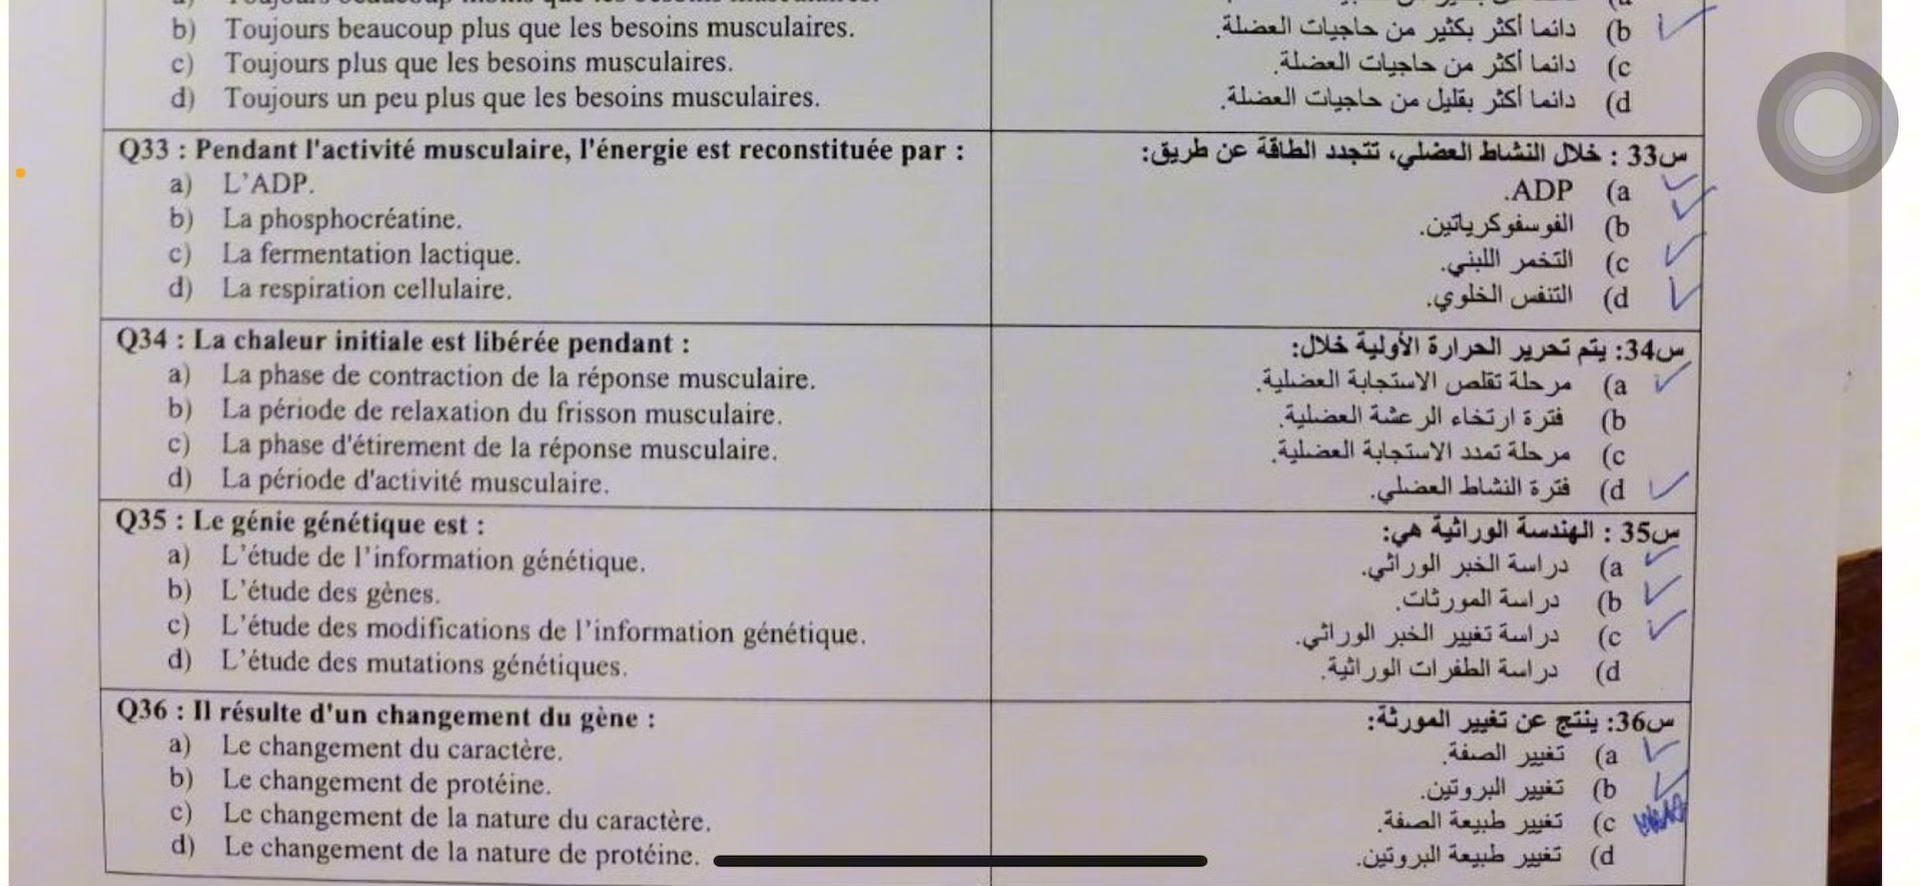 b) Toujours beaucoup plus que les besoins musculaires.
c) Toujours plus que les besoins musculaires.
d) Toujours un peu plus que les besoins musculaires.
Q33 : Pendant l'activité musculaire, l'énergie est reconstituée par :
a) L'ADP.
b) La phosphocréatine.
c) La fermentation lactique.
d) La respiration cellulaire.
Q34 : La chaleur initiale est libérée pendant :
a) La phase de contraction de la réponse musculaire.
b) La période de relaxation du frisson musculaire.
c) La phase d'étirement de la réponse musculaire.
d) La période d'activité musculaire.
Q35 : Le génie génétique est :
a) L'étude de l'information génétique.
b) L'étude des gènes.
c) L'étude des modifications de l'information génétique.
d) L'étude des mutations génétiques.
Q36 : Il résulte d'un changement du gène :
a) Le changement du caractère.
b) Le changement de protéine.
c) Le changement de la nature du caractère.
d) Le changement de la nature de protéine.
b) دائما أكثر بكثير من حاجيات العضلة.
c) دائما أكثر من حاجيات العضلة.
d) دائما أكثر بقليل من حاجيات العضلة.
س33 : خلال النشاط العضلي، تتجدد الطاقة عن طريق:
a) ADP.
b) الفوسفوكرياتين.
c) التخمر اللبني.
d) التنفس الخلوي.
س34: يتم تحرير الحرارة الأولية خلال:
a) مرحلة تقلص الاستجابة العضلية.
b) فترة ارتخاء الرعشة العضلية.
c) مرحلة تمدد الاستجابة العضلية.
d) فترة النشاط العضلي.
س35 : الهندسة الوراثية هي:
a) دراسة الخبر الوراثي.
b) دراسة المورثات.
c) دراسة تغيير الخبر الوراثي.
d) دراسة الطفرات الوراثية.
س36: ينتج عن تغيير المورثة:
a) تغيير الصفة.
b) تغيير البروتين.
c) تغيير طبيعة الصفة.
d) تغيير طبيعة البروتين.